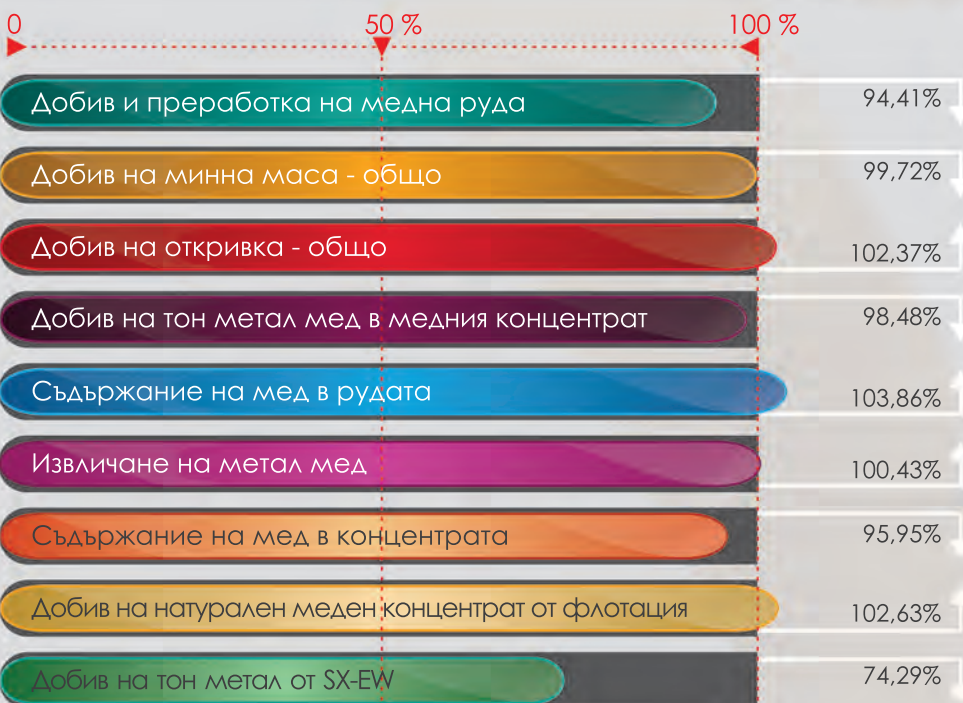 0 50 % 100 %
Добив и преработка на медна руда 94,41%
Добив на минна маса - общо 99,72%
Добив на откривка - общо 102,37%
Добив на тон метал мед в медния концентрат 98,48%
Съдържание на мед в рудата 103,86%
Извличане на метал мед 100,43%
Съдържание на мед в концентрата 95,95%
Добив на натурален меден концентрат от флотация 102,63%
Добив на тон метал от SX-EW 74,29%